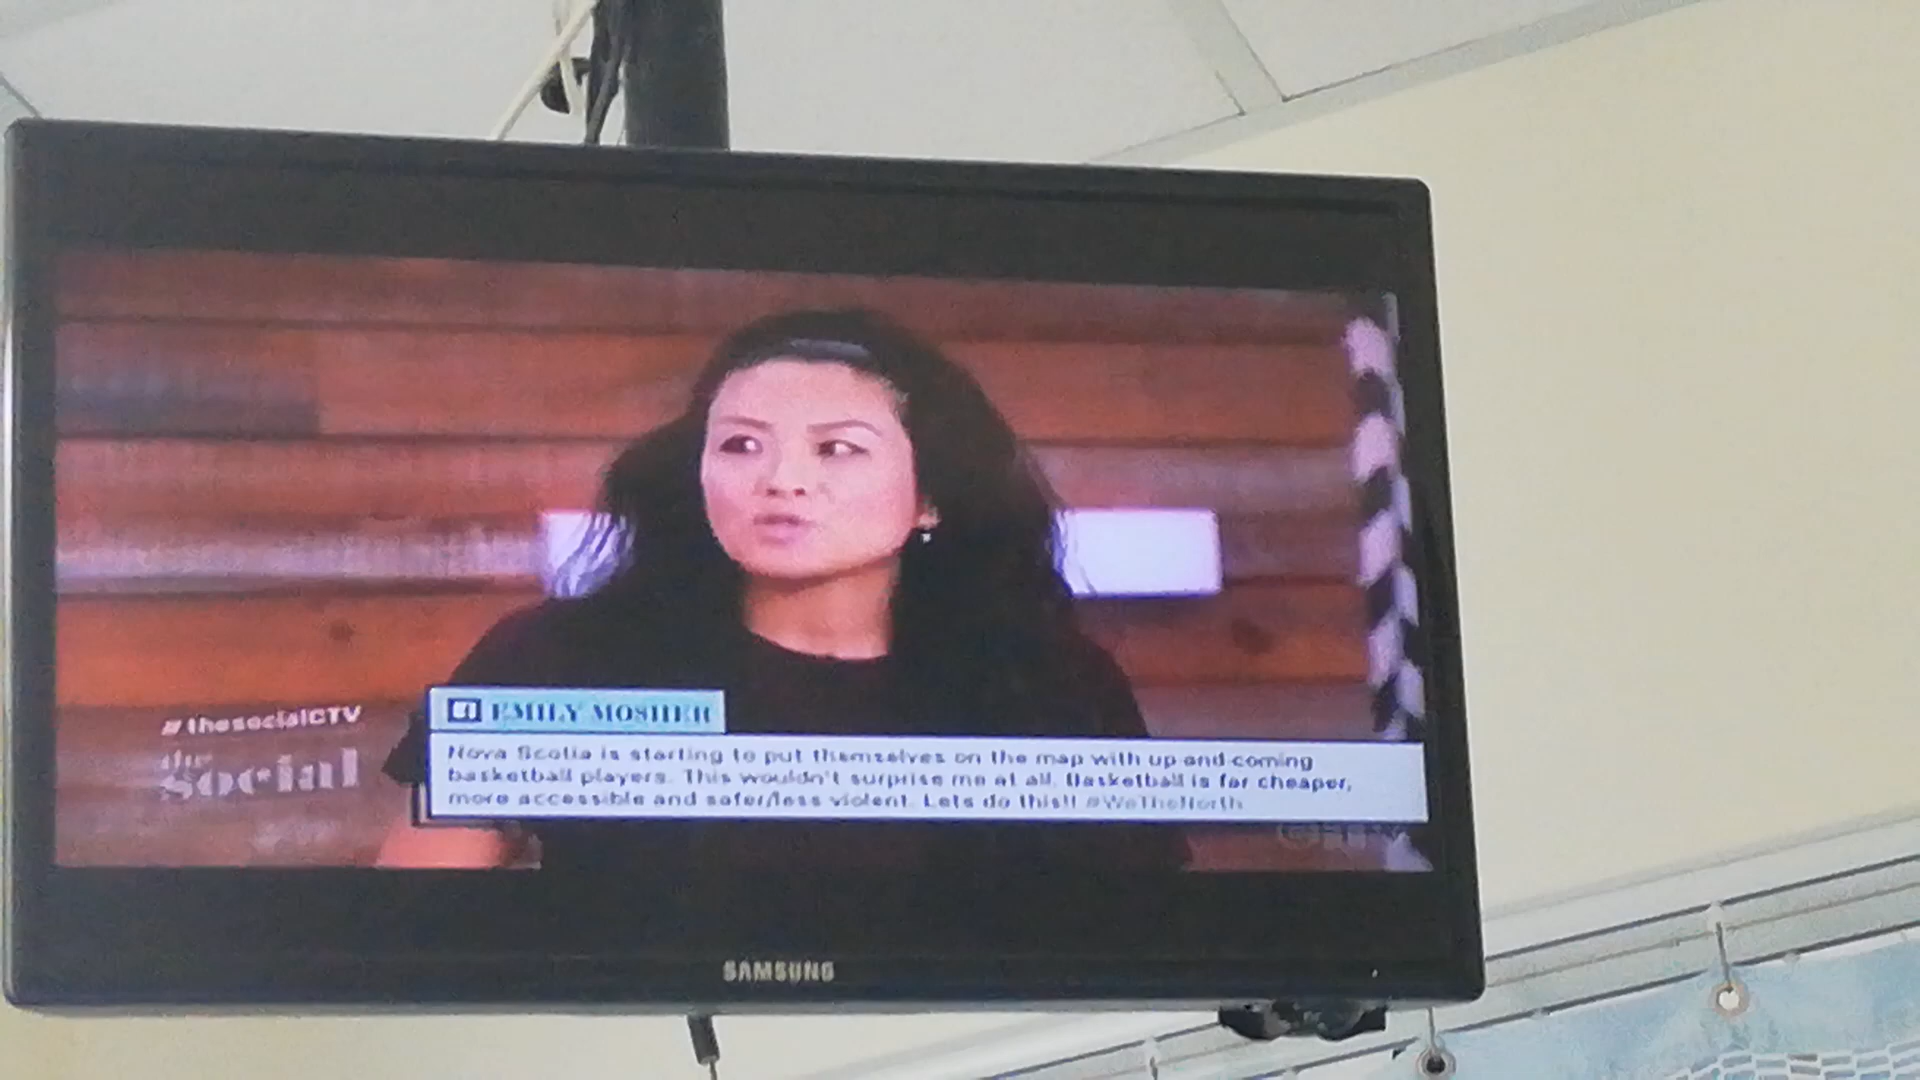 #thesocialCTV
the
social
EMILY MOSHER
Nova Scotia is starting to put themselves on the map with up-and-coming
basketball players. This wouldn't surprise me at all. Basketball is far cheaper,
more accessible and safer/less violent. Lets do this!! #WeTheNorth
SAMSUNG